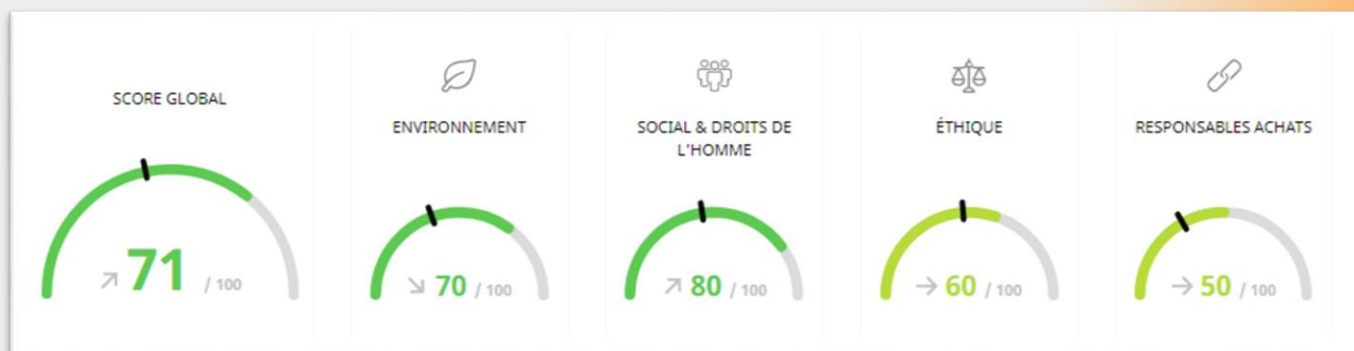 SCORE GLOBAL
71 / 100
ENVIRONNEMENT
70 / 100
SOCIAL & DROITS DE
L'HOMME
80 / 100
ÉTHIQUE
60 / 100
RESPONSABLES ACHATS
50 / 100